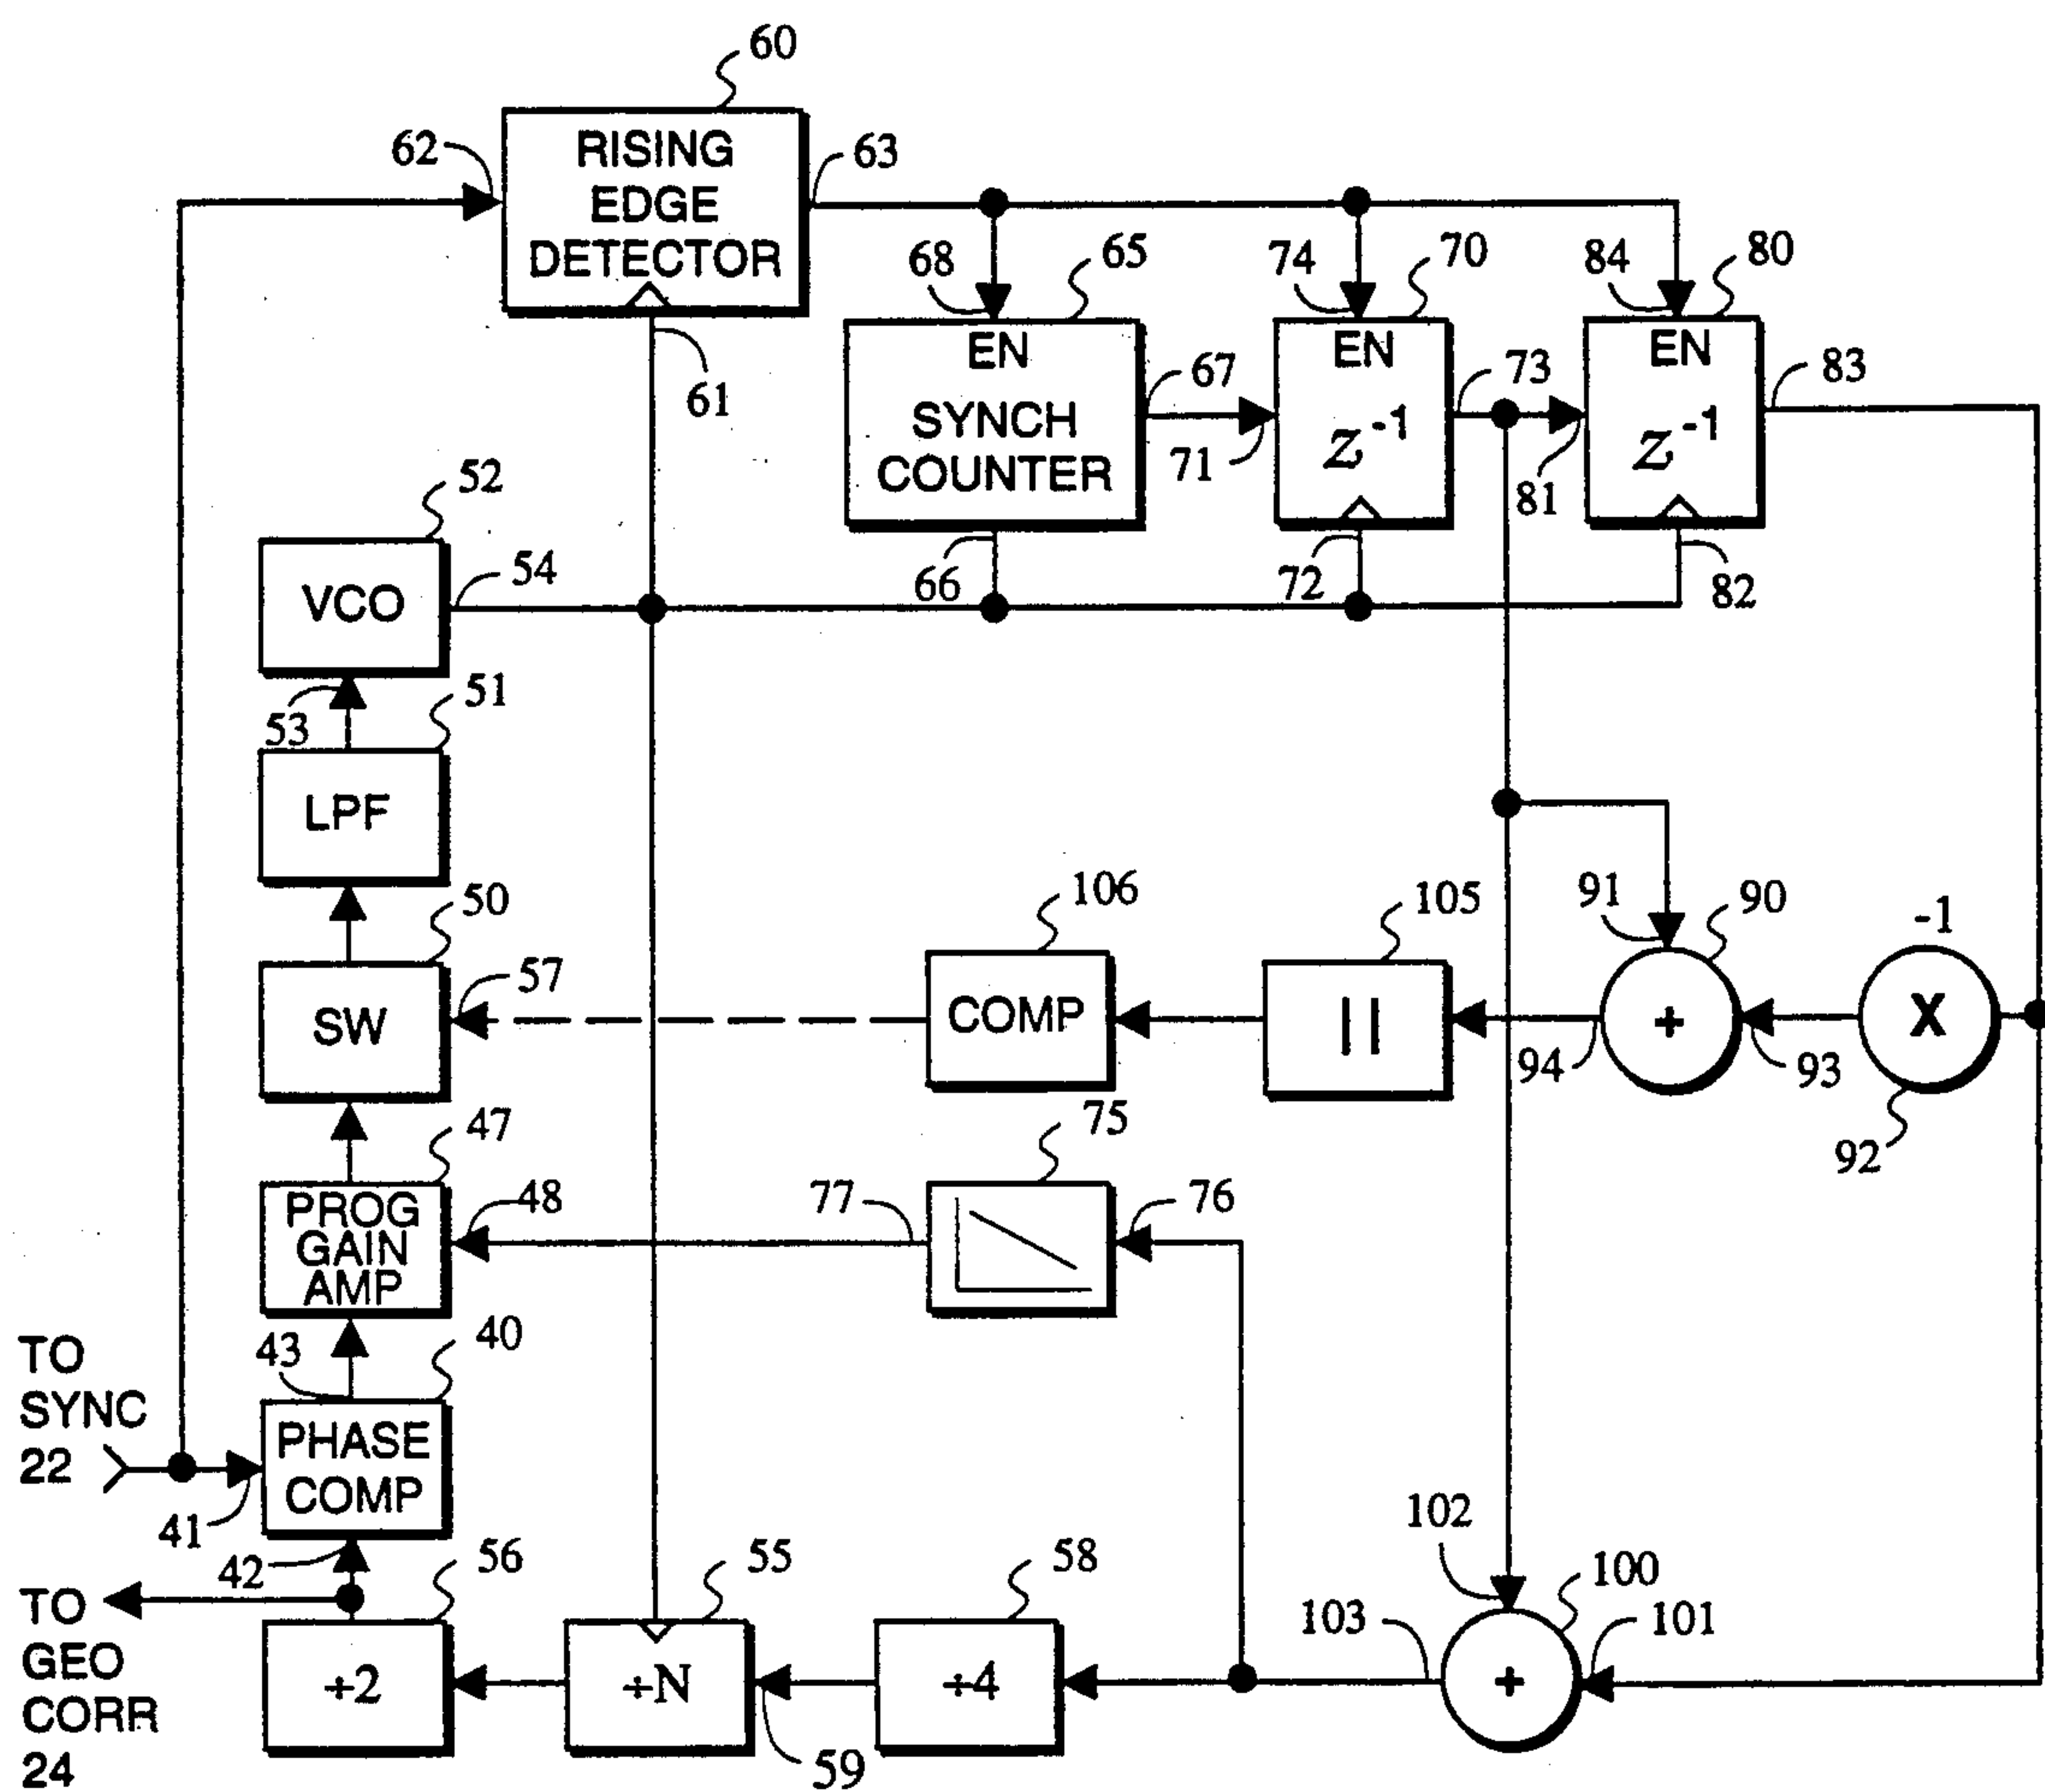 60
62
RISING
EDGE
DETECTOR
63
61
68
65
EN
SYNCH
COUNTER
67
66
74
70
EN
z⁻¹
71
73
72
84
80
EN
z⁻¹
81
83
82
52
VCO
54
53
51
LPF
50
SW
57
106
COMP
105
||
91
90
+
94
93
-1
X
92
47
PROG
GAIN
AMP
48
77
75
76
43
40
PHASE
COMP
TO
SYNC
22
41
42
TO
GEO
CORR
24
56
÷2
55
÷N
59
58
÷4
103
102
100
+
101